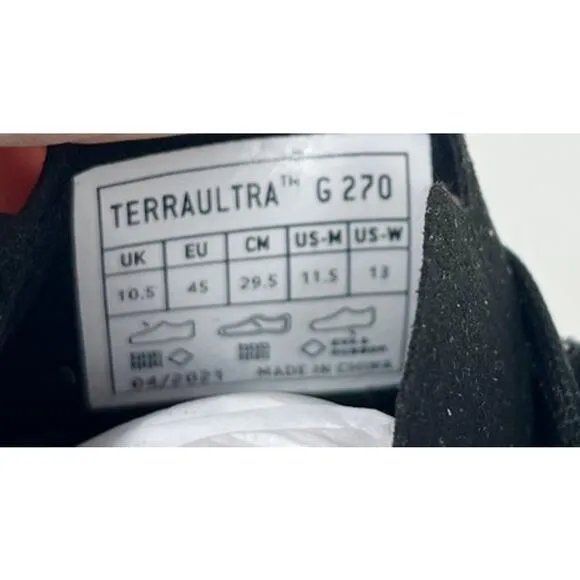 TERRAULTRA™ G 270
UK EU CM US-M US-W
10.5 45 29.5 11.5 13
04/2021 MADE IN CHINA